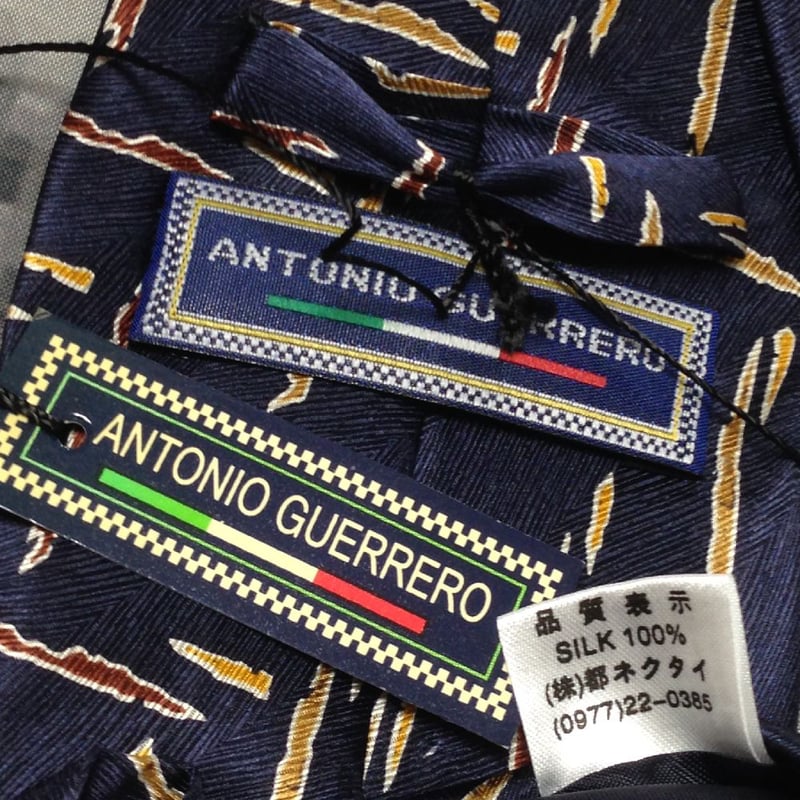 ANTONIO GUERRERO
ANTONIO GUERRERO
品質表示
SILK 100%
(株)都ネクタイ
(0977)22-0385